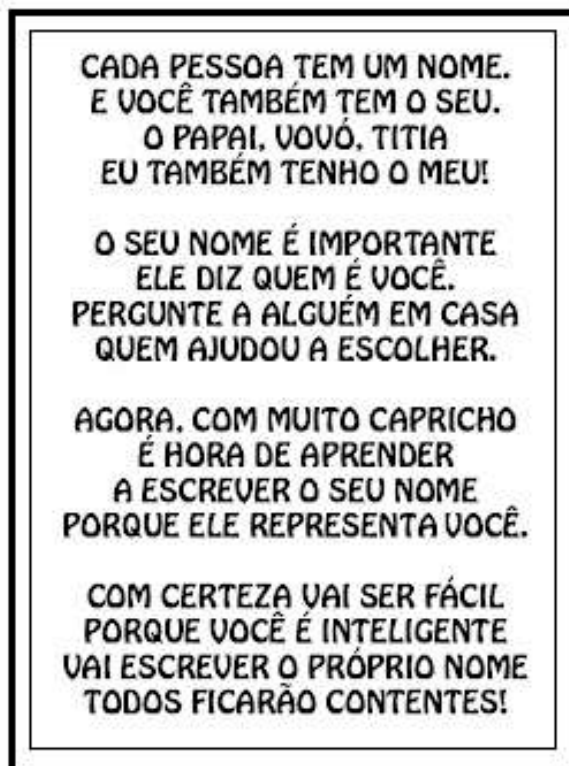 CADA PESSOA TEM UM NOME.
E VOCÊ TAMBÉM TEM O SEU.
O PAPAI, VOVÓ, TITIA
EU TAMBÉM TENHO O MEU!
O SEU NOME É IMPORTANTE
ELE DIZ QUEM É VOCÊ.
PERGUNTE A ALGUÉM EM CASA
QUEM AJUDOU A ESCOLHER.
AGORA, COM MUITO CAPRICHO
É HORA DE APRENDER
A ESCREVER O SEU NOME
PORQUE ELE REPRESENTA VOCÊ.
COM CERTEZA VAI SER FÁCIL
PORQUE VOCÊ É INTELIGENTE
VAI ESCREVER O PRÓPRIO NOME
TODOS FICARÃO CONTENTES!